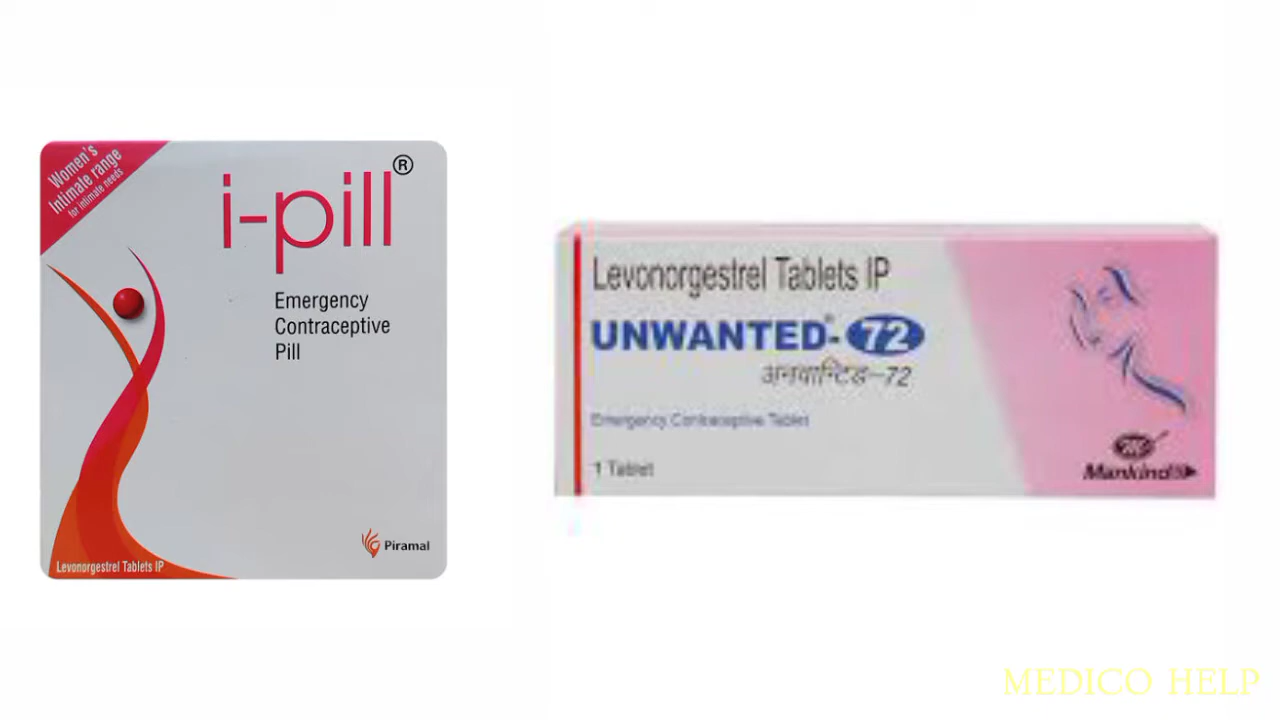 Women's
Intimate range
for intimate needs
i-pill®
Emergency
Contraceptive
Pill
Piramal
Levonorgestrel Tablets IP
Levonorgestrel Tablets IP
UNWANTED®-72
अनवान्टिड-72
Emergency Contraceptive Tablet
1 Tablet
Mankind
MEDICO HELP